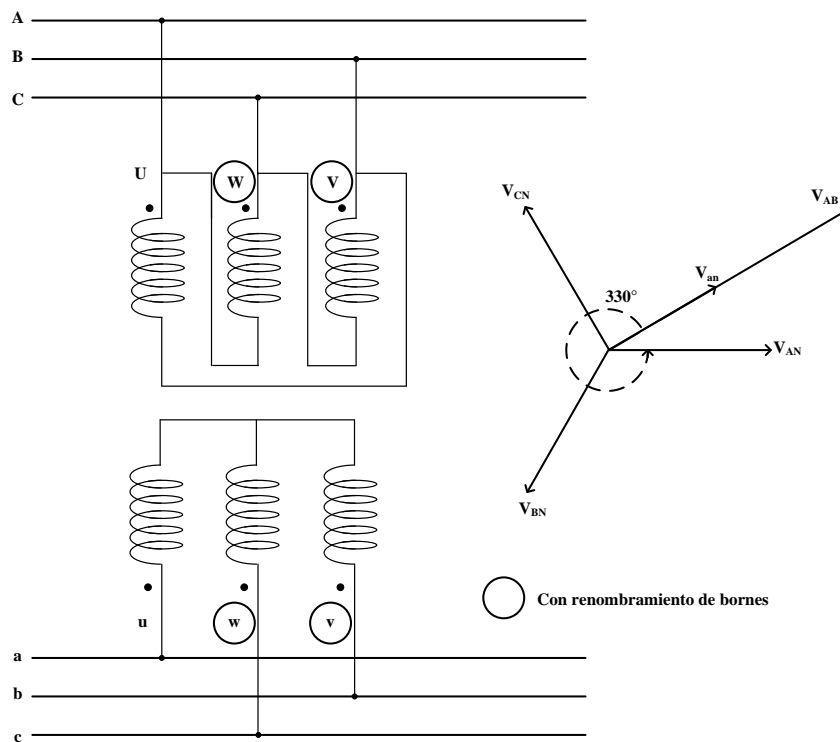 A
B
C
U
W
V
V_CN
V_AB
V_an
330°
V_AN
V_BN
Con renombramiento de bornes
u
w
v
a
b
c